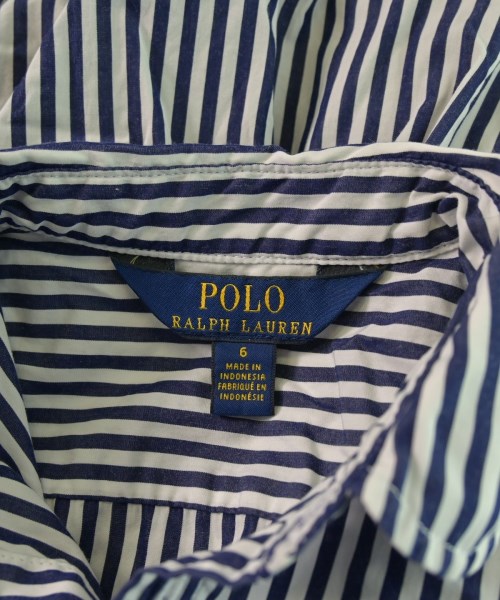 POLO
RALPH LAUREN
6
MADE IN
INDONESIA
FABRIQUÉ EN
INDONÉSIE